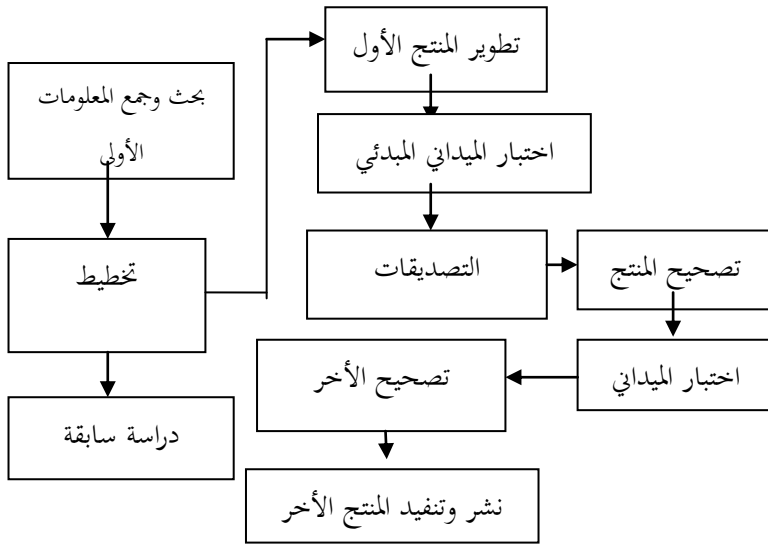 بحث وجمع المعلومات
الأولى
تخطيط
دراسة سابقة
تطوير المنتج الأول
اختبار الميداني المبدئي
التصديقات
تصحيح المنتج
اختبار الميداني
تصحيح الأخر
نشر وتنفيد المنتج الأخر